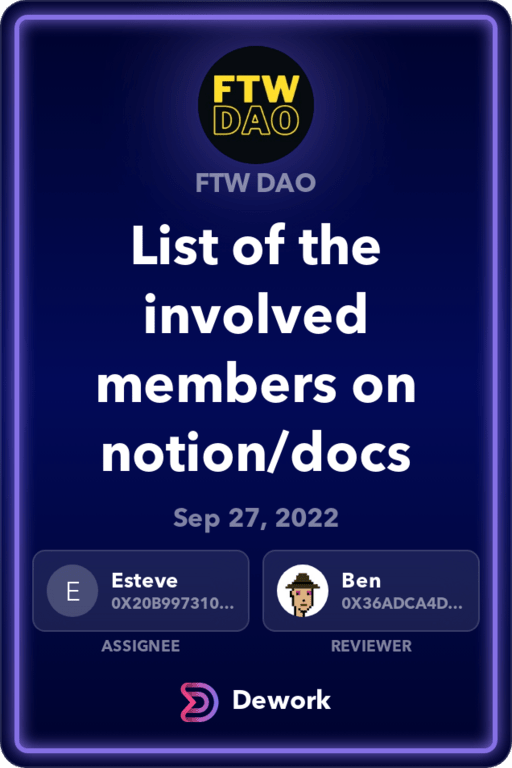 FTW
DAO
FTW DAO
List of the
involved
members on
notion/docs
Sep 27, 2022
E
Esteve
0X20B997310...
ASSIGNEE
Ben
0X36ADCA4D...
REVIEWER
Dework